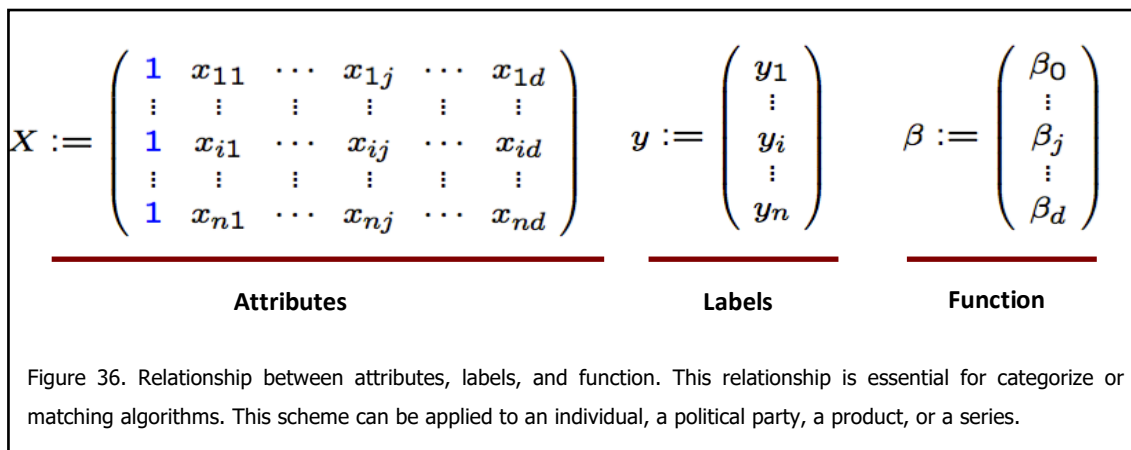 X := ( 1 x₁₁ ⋯ x₁ⱼ ⋯ x₁d
⋮ ⋮ ⋮ ⋮ ⋮ ⋮
1 xᵢ₁ ⋯ xᵢⱼ ⋯ xᵢd
⋮ ⋮ ⋮ ⋮ ⋮ ⋮
1 xₙ₁ ⋯ xₙⱼ ⋯ xₙd )
y := ( y₁
⋮
yᵢ
⋮
yₙ )
β := ( β₀
⋮
βⱼ
⋮
βd )
Attributes
Labels
Function
Figure 36. Relationship between attributes, labels, and function. This relationship is essential for categorize or
matching algorithms. This scheme can be applied to an individual, a political party, a product, or a series.